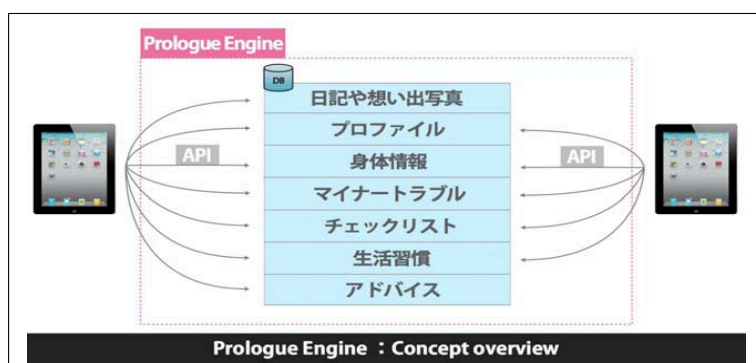 Prologue Engine
DB
日記や想い出写真
プロファイル
API
API
身体情報
マイナートラブル
チェックリスト
生活習慣
アドバイス
Prologue Engine ：Concept overview